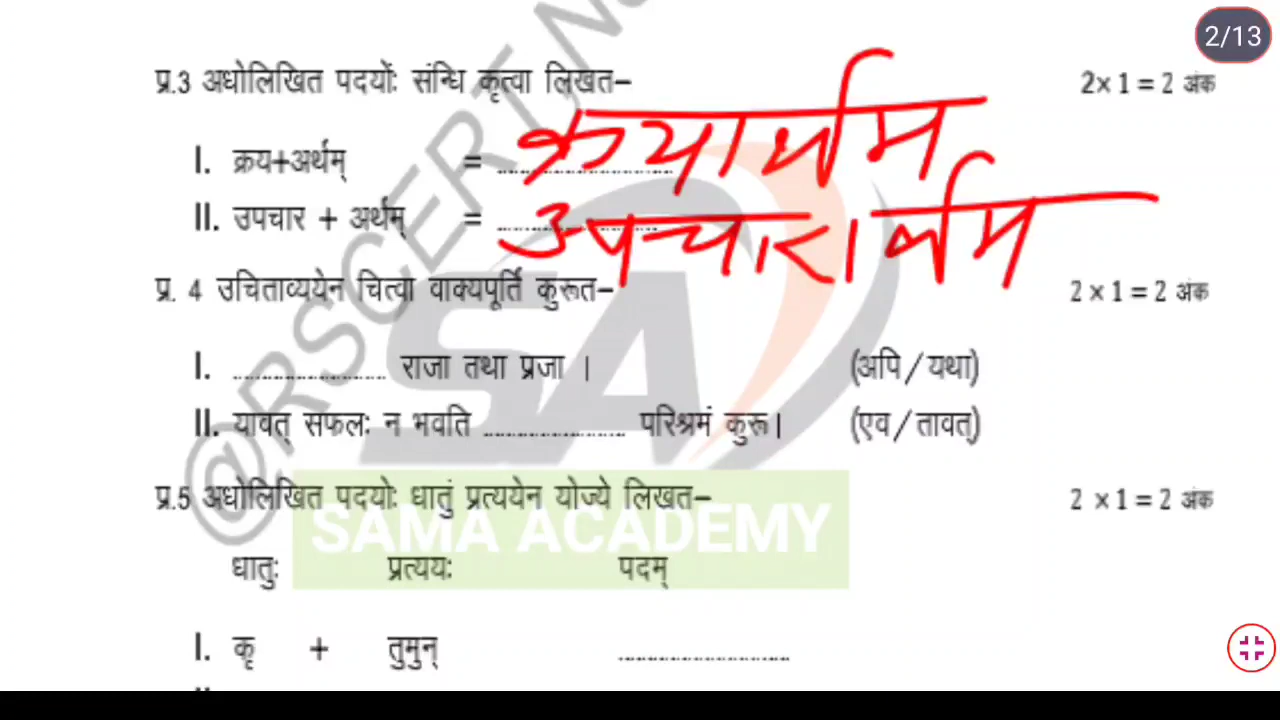 2/13
प्र.3 अधोलिखित पदयोः संन्धि कृत्वा लिखत– 2×1=2 अंक
I. क्रय+अर्थम् = .......................... क्रयार्थम
II. उपचार + अर्थम् = .......................... उपचारार्थम
प्र. 4 उचिताव्ययेन चित्वा वाक्यपूर्ति कुरूत– 2×1=2 अंक
I. .......................... राजा तथा प्रजा । (अपि/यथा)
II. यावत् सफलः न भवति ........................ परिश्रमं कुरू। (एव/तावत्)
प्र.5 अधोलिखित पदयोः धातुं प्रत्ययेन योज्ये लिखत– 2 ×1=2 अंक
SAMA ACADEMY
धातुः प्रत्ययः पदम्
I. कृ + तुमुन् ..........................
@RSCERT
SA